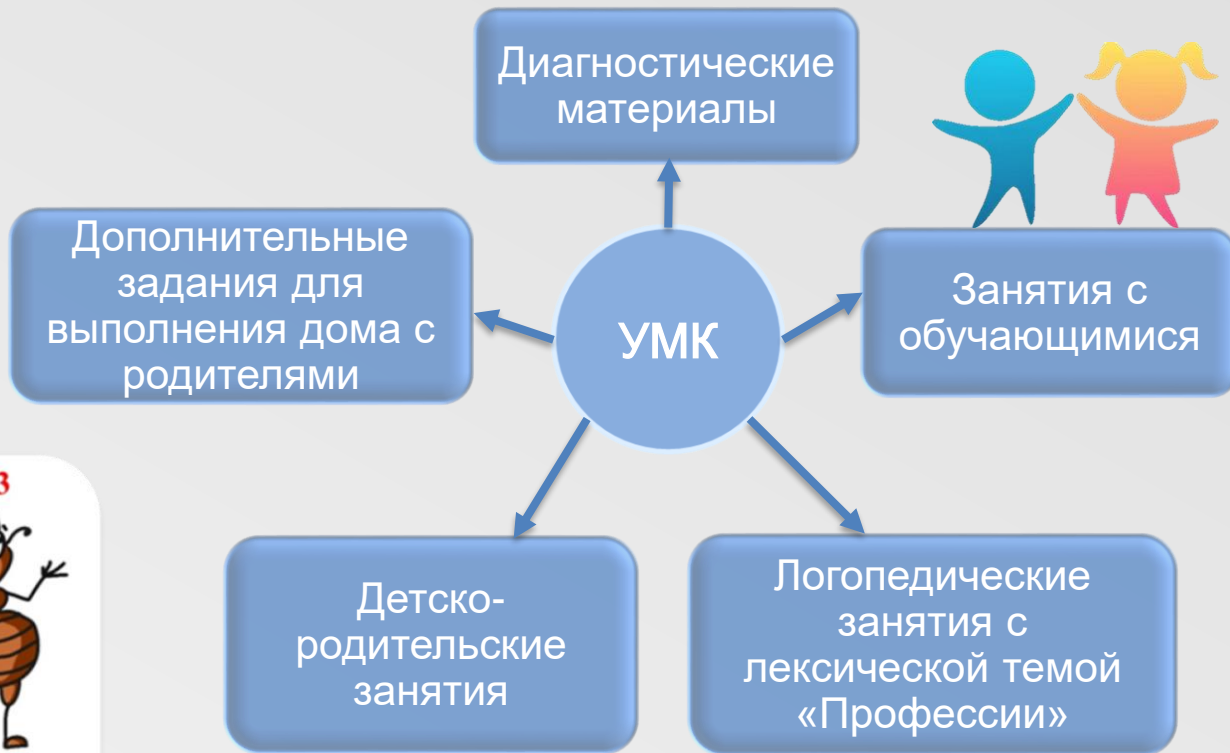 Диагностические
материалы
Дополнительные
задания для
выполнения дома с
родителями
УМК
Занятия с
обучающимися
Детско-
родительские
занятия
Логопедические
занятия с
лексической темой
«Профессии»